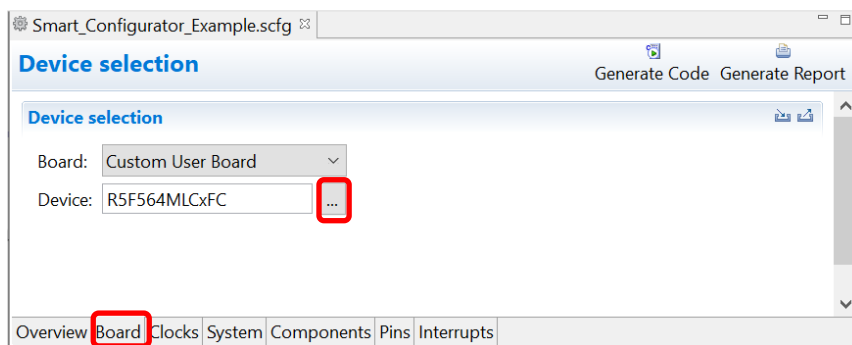 Smart_Configurator_Example.scfg
Device selection
Generate Code Generate Report
Device selection
Board: Custom User Board
Device: R5F564MLCxFC ...
Overview Board Clocks System Components Pins Interrupts